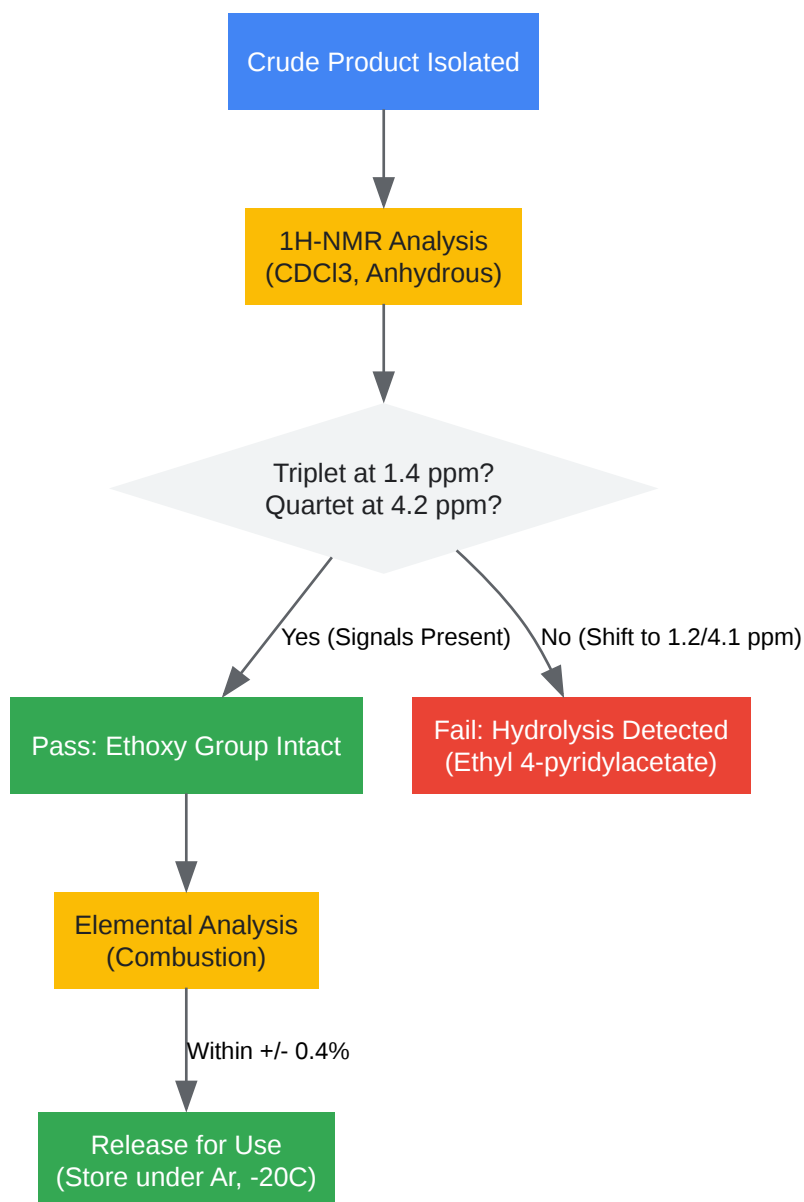 Crude Product Isolated
1H-NMR Analysis
(CDCl3, Anhydrous)
Triplet at 1.4 ppm?
Quartet at 4.2 ppm?
Yes (Signals Present)
No (Shift to 1.2/4.1 ppm)
Pass: Ethoxy Group Intact
Fail: Hydrolysis Detected
(Ethyl 4-pyridylacetate)
Elemental Analysis
(Combustion)
Within +/- 0.4%
Release for Use
(Store under Ar, -20C)